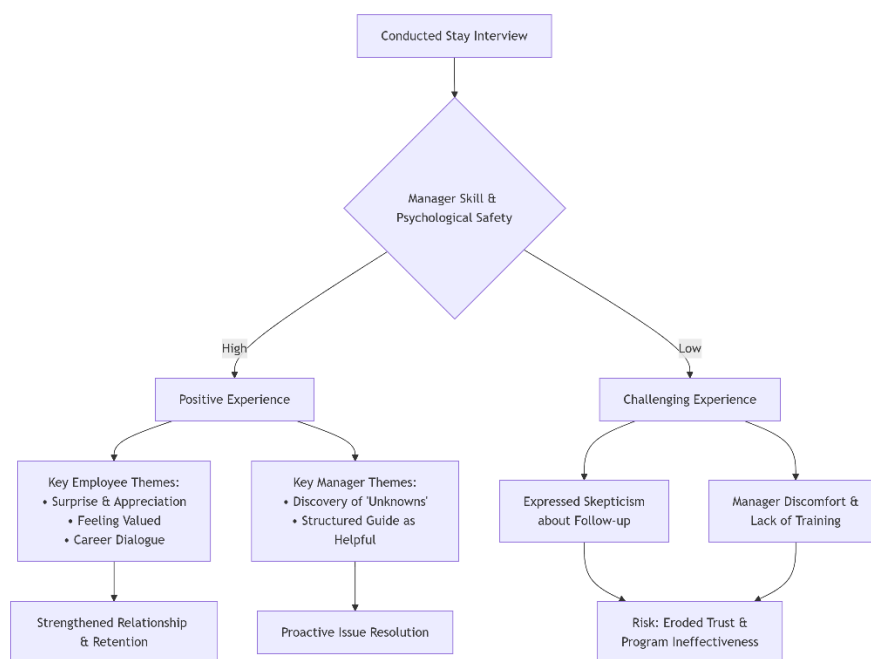 Conducted Stay Interview
Manager Skill &
Psychological Safety
High
Low
Positive Experience
Challenging Experience
Key Employee Themes:
• Surprise & Appreciation
• Feeling Valued
• Career Dialogue
Key Manager Themes:
• Discovery of 'Unknowns'
• Structured Guide as
Helpful
Expressed Skepticism
about Follow-up
Manager Discomfort &
Lack of Training
Strengthened Relationship
& Retention
Proactive Issue Resolution
Risk: Eroded Trust &
Program Ineffectiveness